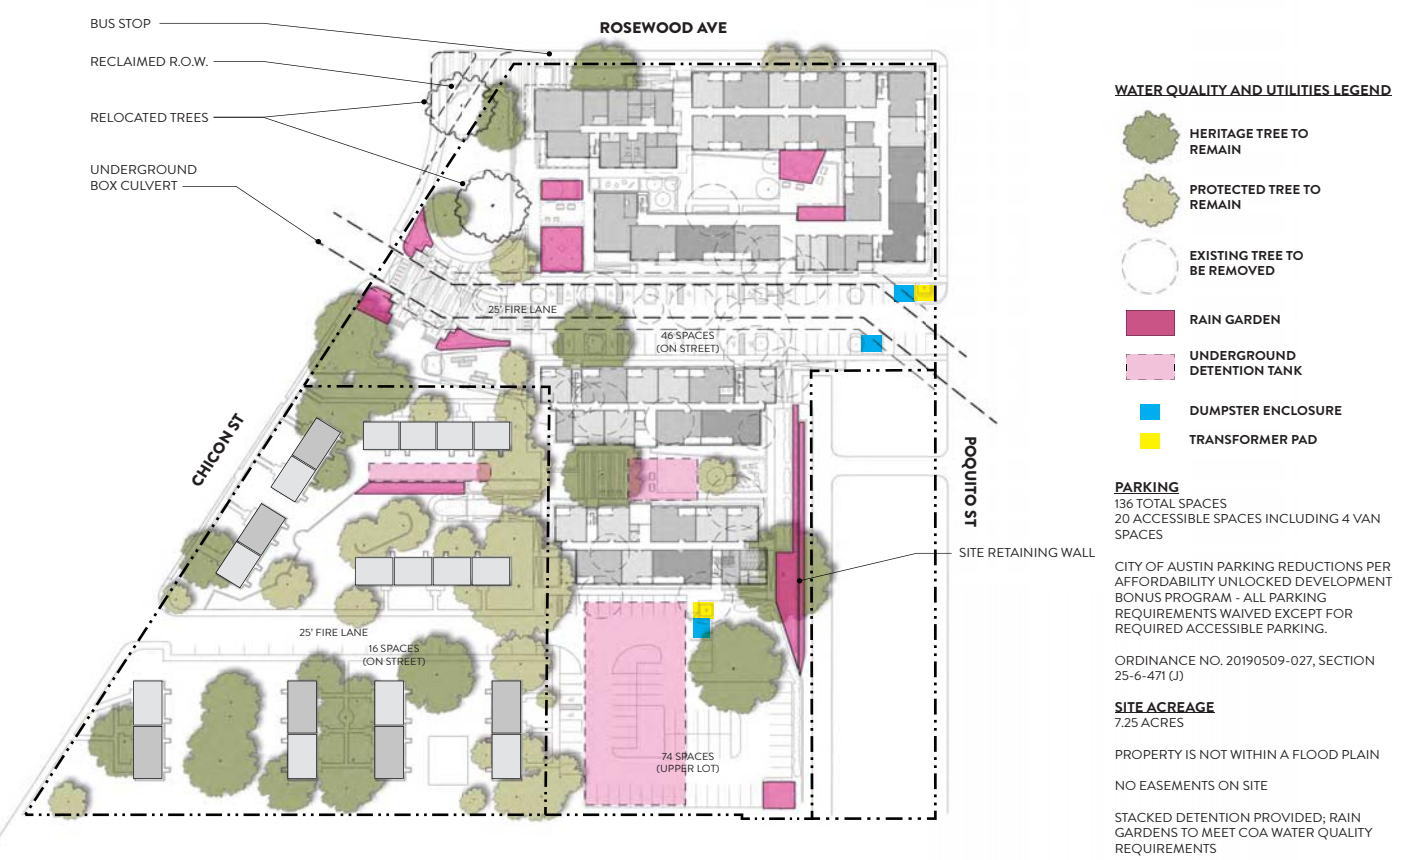 BUS STOP
ROSEWOOD AVE
RECLAIMED R.O.W.
RELOCATED TREES
UNDERGROUND
BOX CULVERT
25' FIRE LANE
46 SPACES
(ON STREET)
CHICON ST
POQUITO ST
SITE RETAINING WALL
25' FIRE LANE
16 SPACES
(ON STREET)
74 SPACES
(UPPER LOT)
WATER QUALITY AND UTILITIES LEGEND
HERITAGE TREE TO
REMAIN
PROTECTED TREE TO
REMAIN
EXISTING TREE TO
BE REMOVED
RAIN GARDEN
UNDERGROUND
DETENTION TANK
DUMPSTER ENCLOSURE
TRANSFORMER PAD
PARKING
136 TOTAL SPACES
20 ACCESSIBLE SPACES INCLUDING 4 VAN
SPACES
CITY OF AUSTIN PARKING REDUCTIONS PER
AFFORDABILITY UNLOCKED DEVELOPMENT
BONUS PROGRAM - ALL PARKING
REQUIREMENTS WAIVED EXCEPT FOR
REQUIRED ACCESSIBLE PARKING.
ORDINANCE NO. 20190509-027, SECTION
25-6-471 (J)
SITE ACREAGE
7.25 ACRES
PROPERTY IS NOT WITHIN A FLOOD PLAIN
NO EASEMENTS ON SITE
STACKED DETENTION PROVIDED; RAIN
GARDENS TO MEET COA WATER QUALITY
REQUIREMENTS